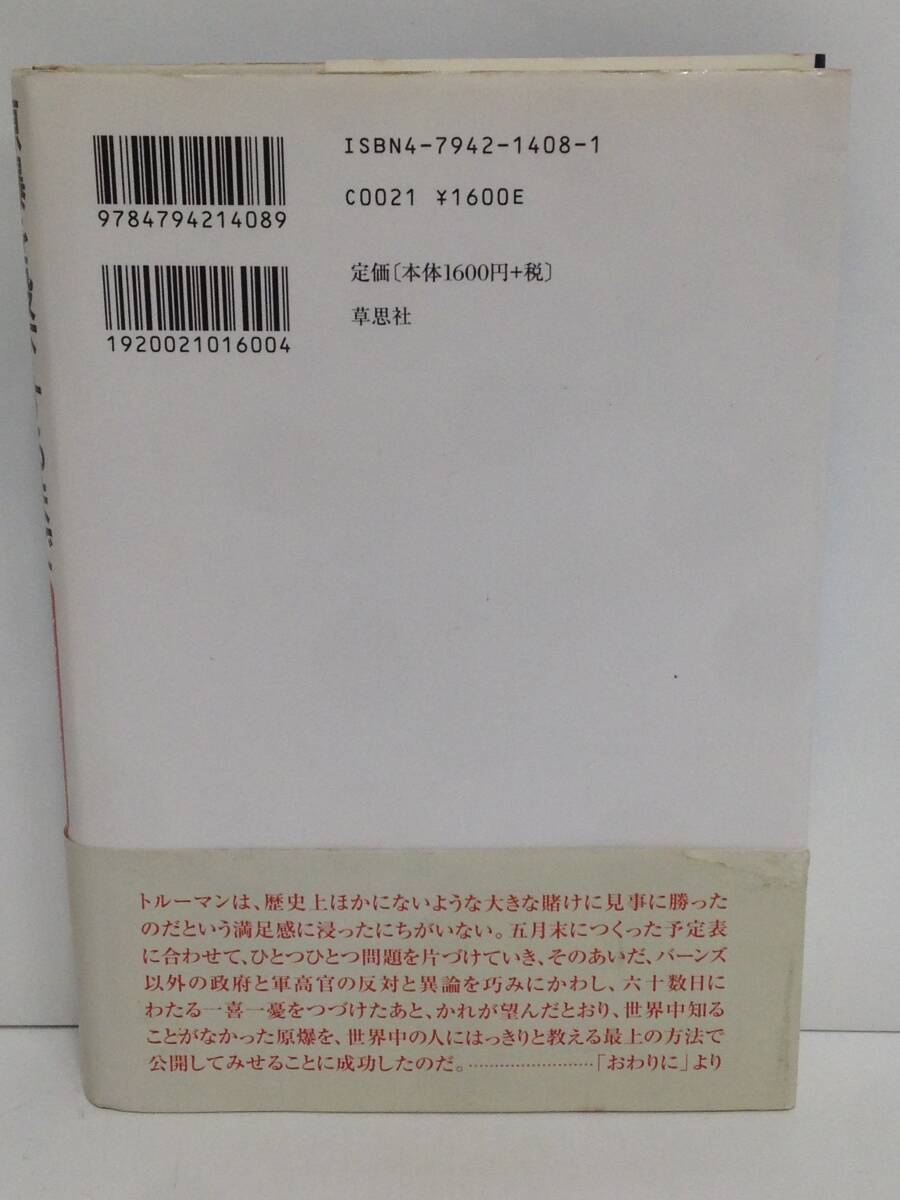 ISBN4-7942-1408-1
9784794214089
C0021 ¥1600E
定価〔本体1600円+税〕
1920021016004
草思社
トルーマンは、歴史上ほかにないような大きな賭けに見事に勝った
のだという満足感に浸ったにちがいない。五月末につくった予定表
に合わせて、ひとつひとつ問題を片づけていき、そのあいだ、バーンズ
以外の政府と軍高官の反対と異論を巧みにかわし、六十数日に
わたる一喜一憂をつづけたあと、かれが望んだとおり、世界中知る
ことがなかった原爆を、世界中の人にはっきりと教える最上の方法で
公開してみせることに成功したのだ。……………………「おわりに」より